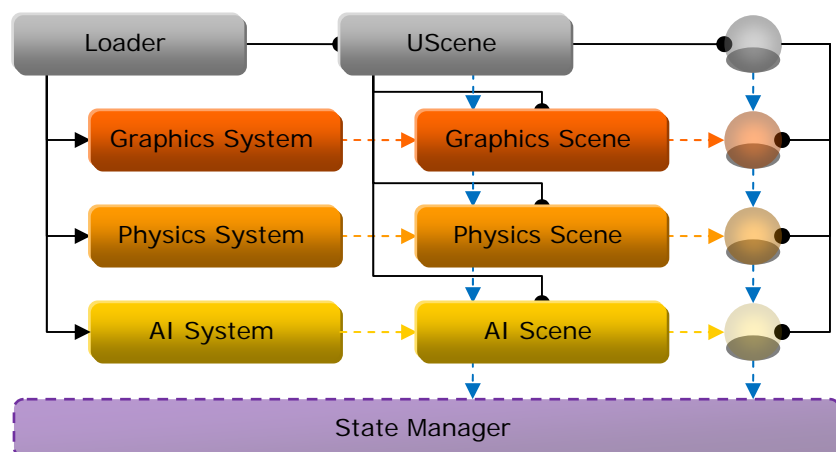 Loader
UScene
Graphics System
Graphics Scene
Physics System
Physics Scene
AI System
AI Scene
State Manager